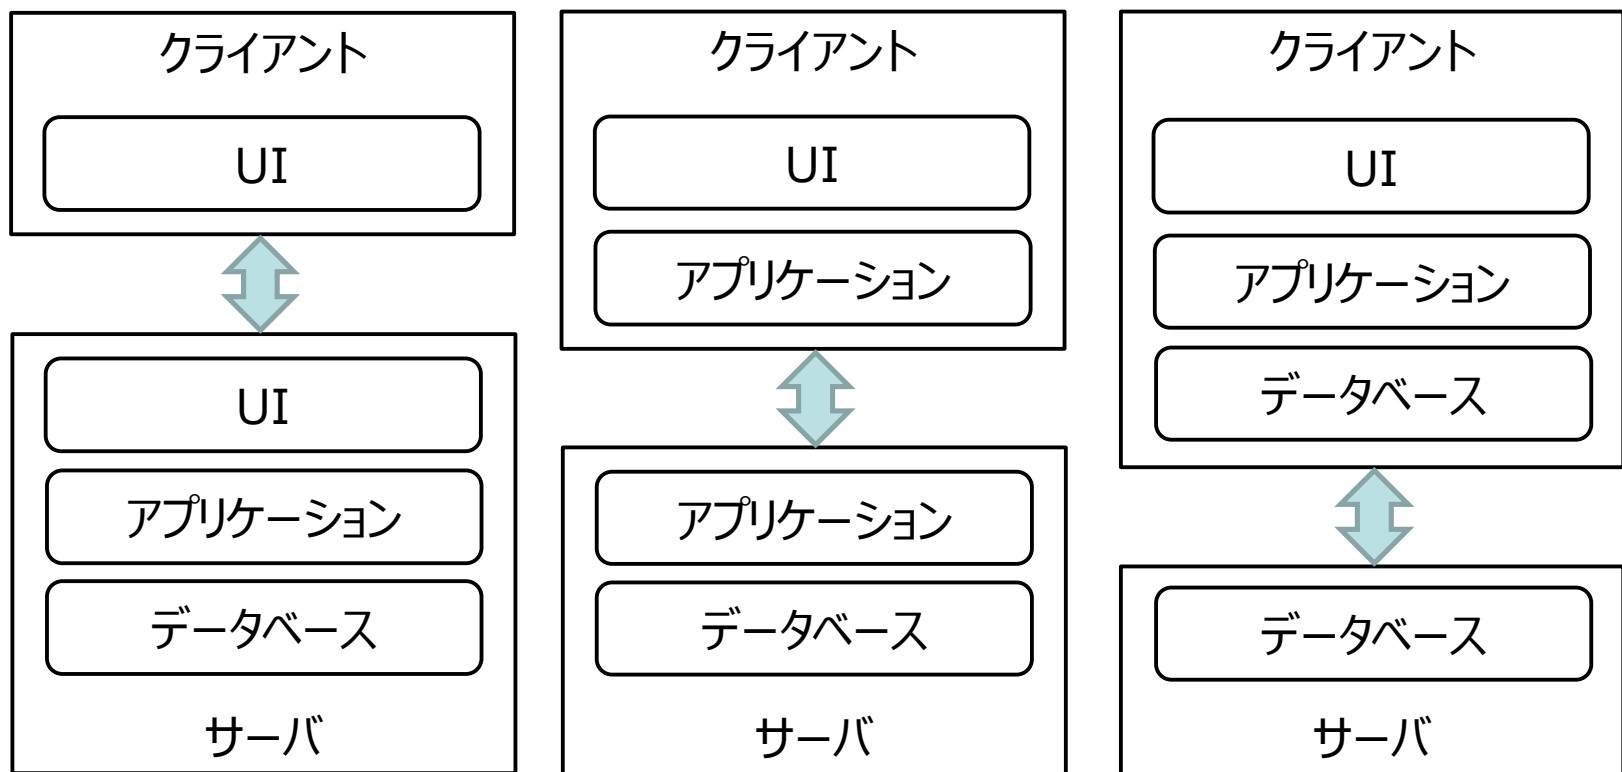 クライアント
UI
UI
アプリケーション
データベース
サーバ
クライアント
UI
アプリケーション
アプリケーション
データベース
サーバ
クライアント
UI
アプリケーション
データベース
データベース
サーバ